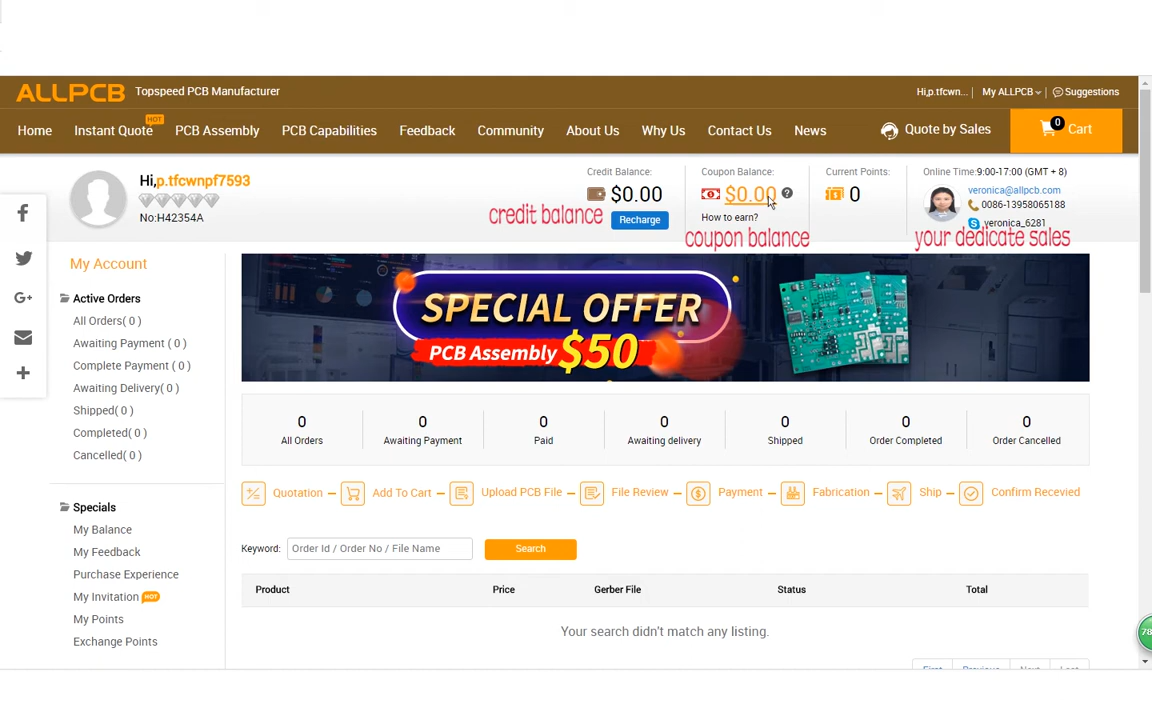 ALLPCB Topspeed PCB Manufacturer Hi,p.tfcwn... | My ALLPCB | Suggestions
HOT
Home Instant Quote PCB Assembly PCB Capabilities Feedback Community About Us Why Us Contact Us News Quote by Sales 0 Cart
Hi,p.tfcwnpf7593
No:H42354A
Credit Balance:
$0.00
Recharge
credit balance
Coupon Balance:
$0.00 ?
How to earn?
coupon balance
Current Points:
0
Online Time:9:00-17:00 (GMT + 8)
veronica@allpcb.com
0086-13958065188
veronica_6281
your dedicate sales
My Account
Active Orders
All Orders( 0 )
Awaiting Payment ( 0 )
Complete Payment ( 0 )
Awaiting Delivery( 0 )
Shipped( 0 )
Completed( 0 )
Cancelled( 0 )
Specials
My Balance
My Feedback
Purchase Experience
My Invitation HOT
My Points
Exchange Points
SPECIAL OFFER
PCB Assembly $50
0 0 0 0 0 0 0
All Orders Awaiting Payment Paid Awaiting delivery Shipped Order Completed Order Cancelled
Quotation Add To Cart Upload PCB File File Review Payment Fabrication Ship Confirm Recevied
Keyword: Order Id / Order No / File Name Search
Product Price Gerber File Status Total
Your search didn't match any listing.
First Previous Next Last
78